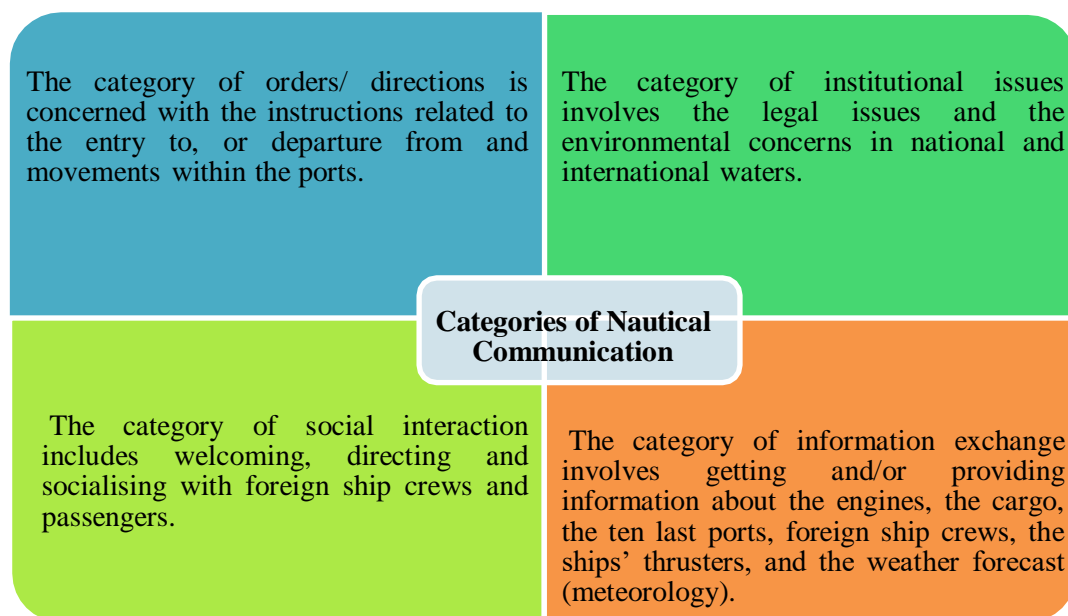 The category of orders/ directions is
concerned with the instructions related to
the entry to, or departure from and
movements within the ports.
The category of institutional issues
involves the legal issues and the
environmental concerns in national and
international waters.
Categories of Nautical
Communication
The category of social interaction
includes welcoming, directing and
socialising with foreign ship crews and
passengers.
The category of information exchange
involves getting and/or providing
information about the engines, the cargo,
the ten last ports, foreign ship crews, the
ships’ thrusters, and the weather forecast
(meteorology).